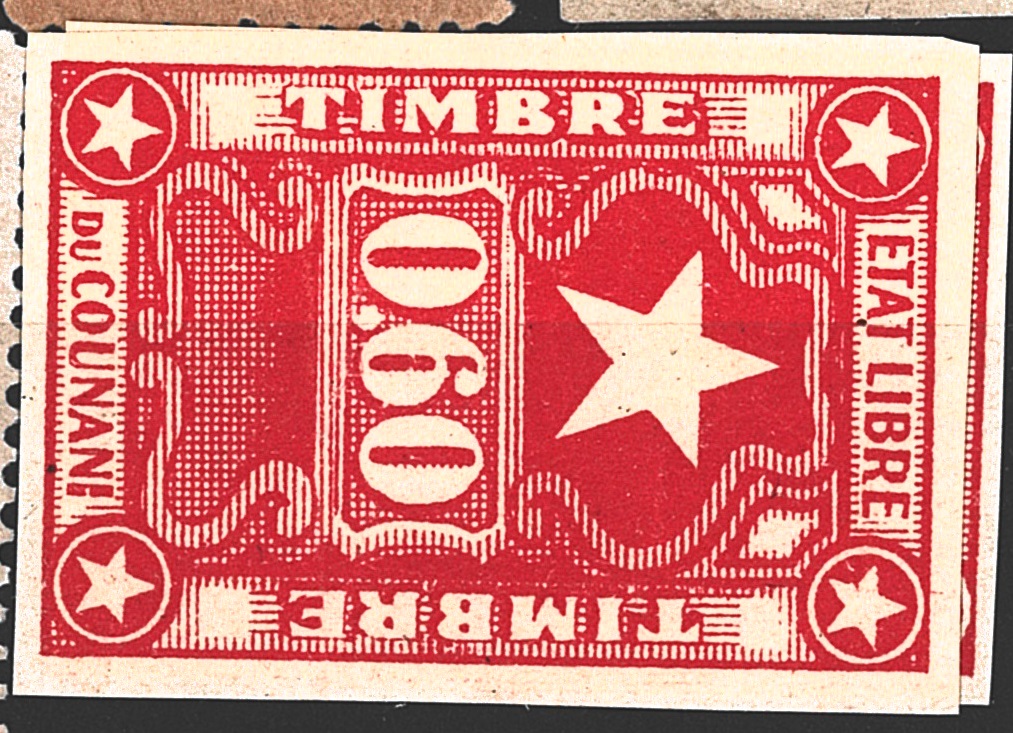 ETAT LIBRE
TIMBRE
TIMBRE
0,60
DU COUNANI